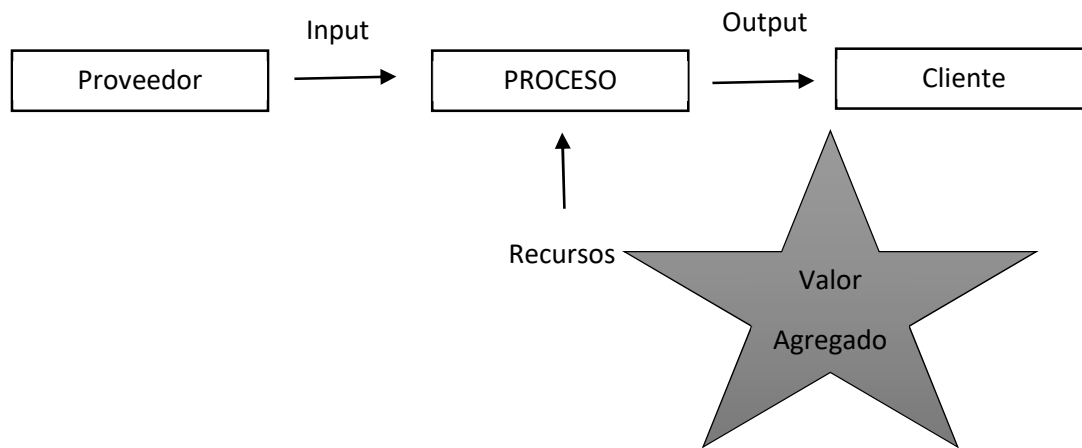 Input
Output
Proveedor
PROCESO
Cliente
Recursos
Valor
Agregado